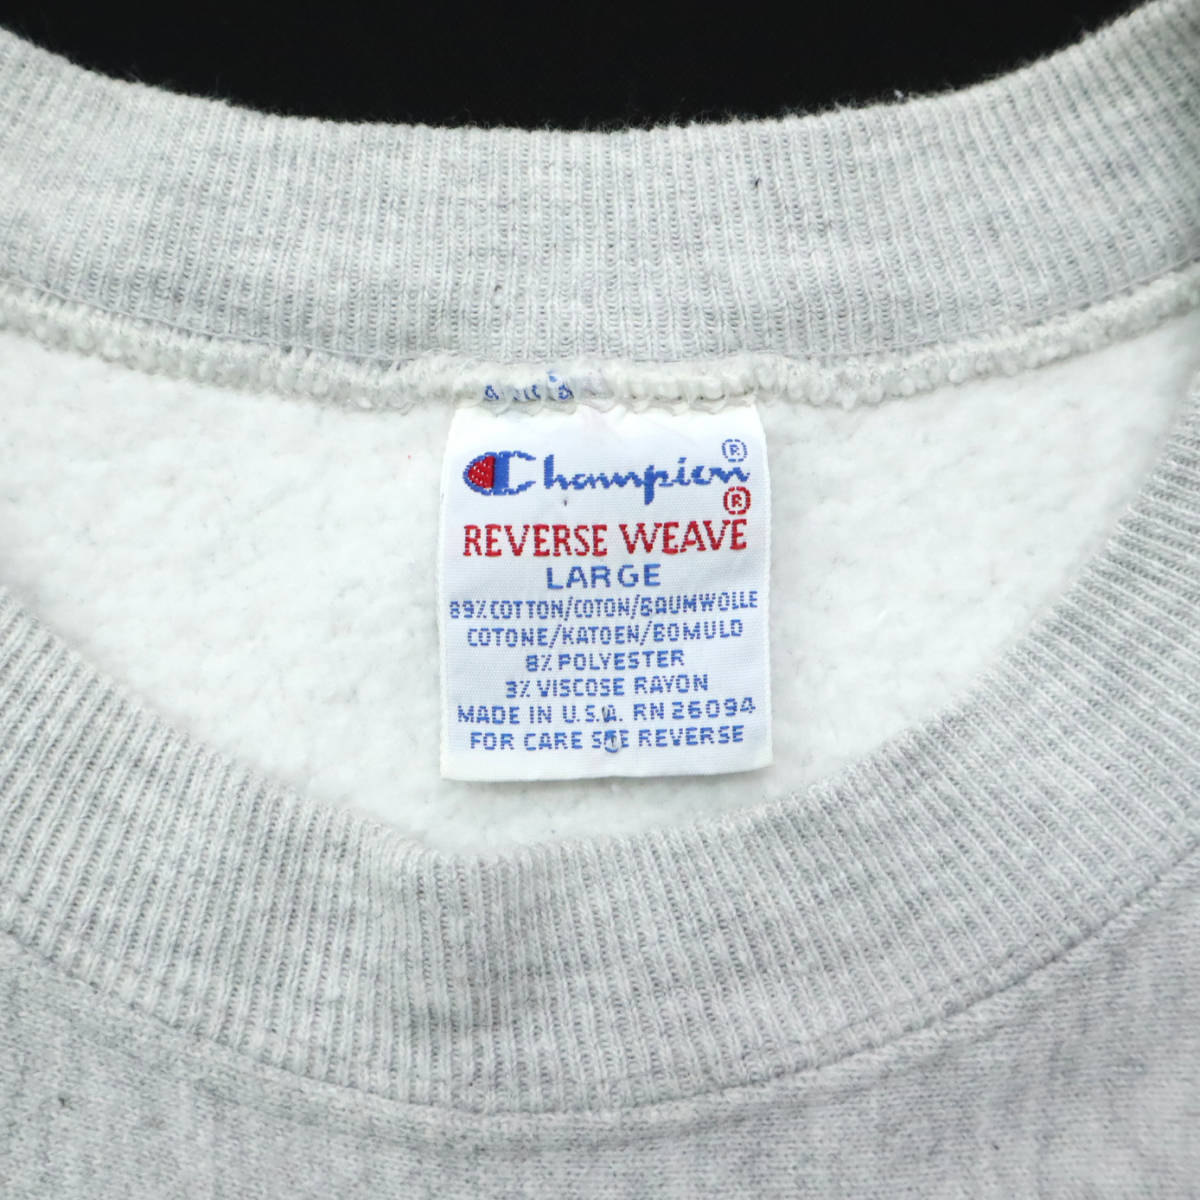 Champion®
REVERSE WEAVE®
LARGE
89% COTTON/COTON/BAUMWOLLE
COTONE/KATOEN/BOMULD
8% POLYESTER
3% VISCOSE RAYON
MADE IN U.S.A. RN 26094
FOR CARE SEE REVERSE